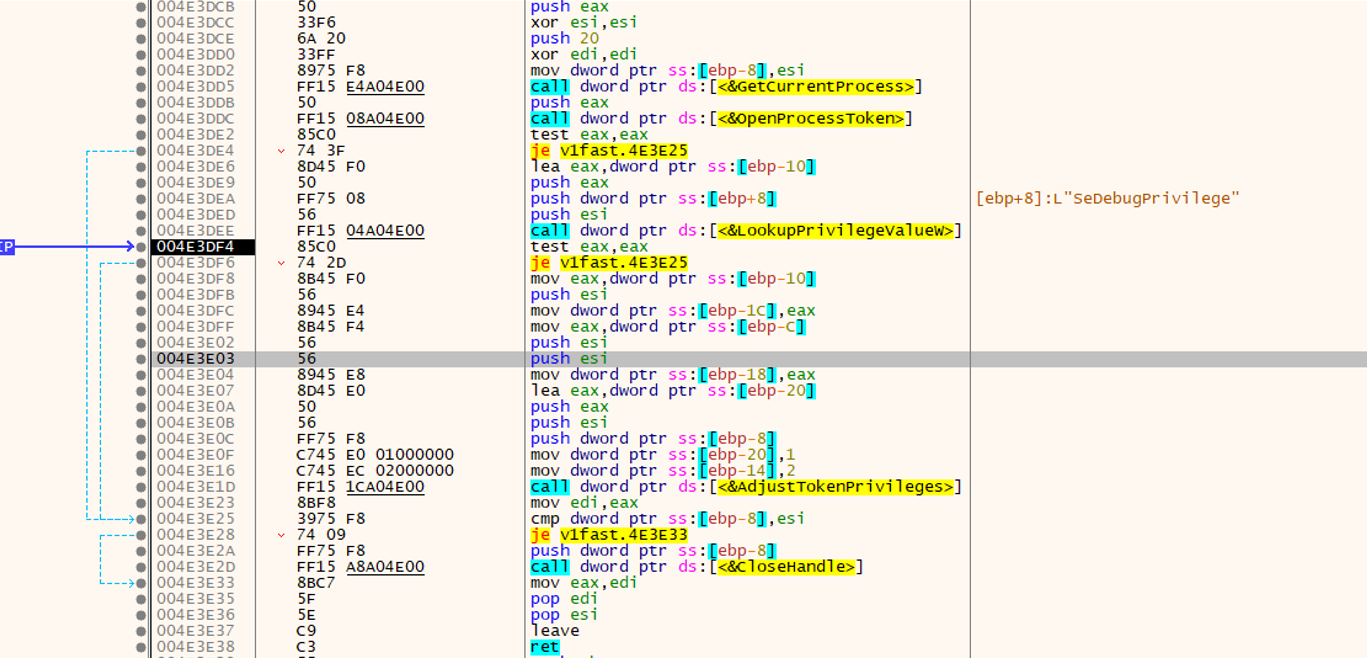 004E3DCB 50 push eax
004E3DCC 33F6 xor esi,esi
004E3DCE 6A 20 push 20
004E3DD0 33FF xor edi,edi
004E3DD2 8975 F8 mov dword ptr ss:[ebp-8],esi
004E3DD5 FF15 E4A04E00 call dword ptr ds:[<&GetCurrentProcess>]
004E3DDB 50 push eax
004E3DDC FF15 08A04E00 call dword ptr ds:[<&OpenProcessToken>]
004E3DE2 85C0 test eax,eax
004E3DE4 74 3F je v1fast.4E3E25
004E3DE6 8D45 F0 lea eax,dword ptr ss:[ebp-10]
004E3DE9 50 push eax
004E3DEA FF75 08 push dword ptr ss:[ebp+8] [ebp+8]:L"SeDebugPrivilege"
004E3DED 56 push esi
004E3DEE FF15 04A04E00 call dword ptr ds:[<&LookupPrivilegeValueW>]
004E3DF4 85C0 test eax,eax
004E3DF6 74 2D je v1fast.4E3E25
004E3DF8 8B45 F0 mov eax,dword ptr ss:[ebp-10]
004E3DFB 56 push esi
004E3DFC 8945 E4 mov dword ptr ss:[ebp-1C],eax
004E3DFF 8B45 F4 mov eax,dword ptr ss:[ebp-C]
004E3E02 56 push esi
004E3E03 56 push esi
004E3E04 8945 E8 mov dword ptr ss:[ebp-18],eax
004E3E07 8D45 E0 lea eax,dword ptr ss:[ebp-20]
004E3E0A 50 push eax
004E3E0B 56 push esi
004E3E0C FF75 F8 push dword ptr ss:[ebp-8]
004E3E0F C745 E0 01000000 mov dword ptr ss:[ebp-20],1
004E3E16 C745 EC 02000000 mov dword ptr ss:[ebp-14],2
004E3E1D FF15 1CA04E00 call dword ptr ds:[<&AdjustTokenPrivileges>]
004E3E23 8BF8 mov edi,eax
004E3E25 3975 F8 cmp dword ptr ss:[ebp-8],esi
004E3E28 74 09 je v1fast.4E3E33
004E3E2A FF75 F8 push dword ptr ss:[ebp-8]
004E3E2D FF15 A8A04E00 call dword ptr ds:[<&CloseHandle>]
004E3E33 8BC7 mov eax,edi
004E3E35 5F pop edi
004E3E36 5E pop esi
004E3E37 C9 leave
004E3E38 C3 ret